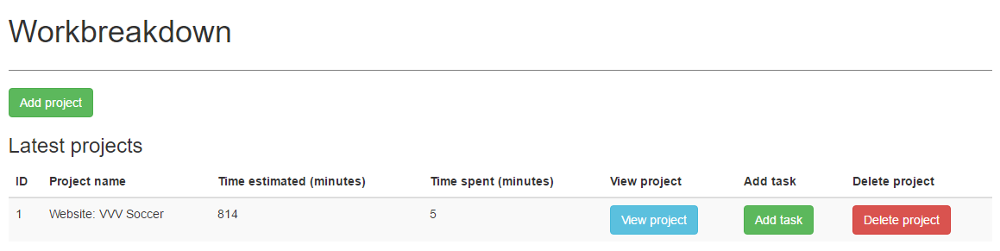 Workbreakdown
Add project
Latest projects
ID Project name Time estimated (minutes) Time spent (minutes) View project Add task Delete project
1 Website: VVV Soccer 814 5 View project Add task Delete project